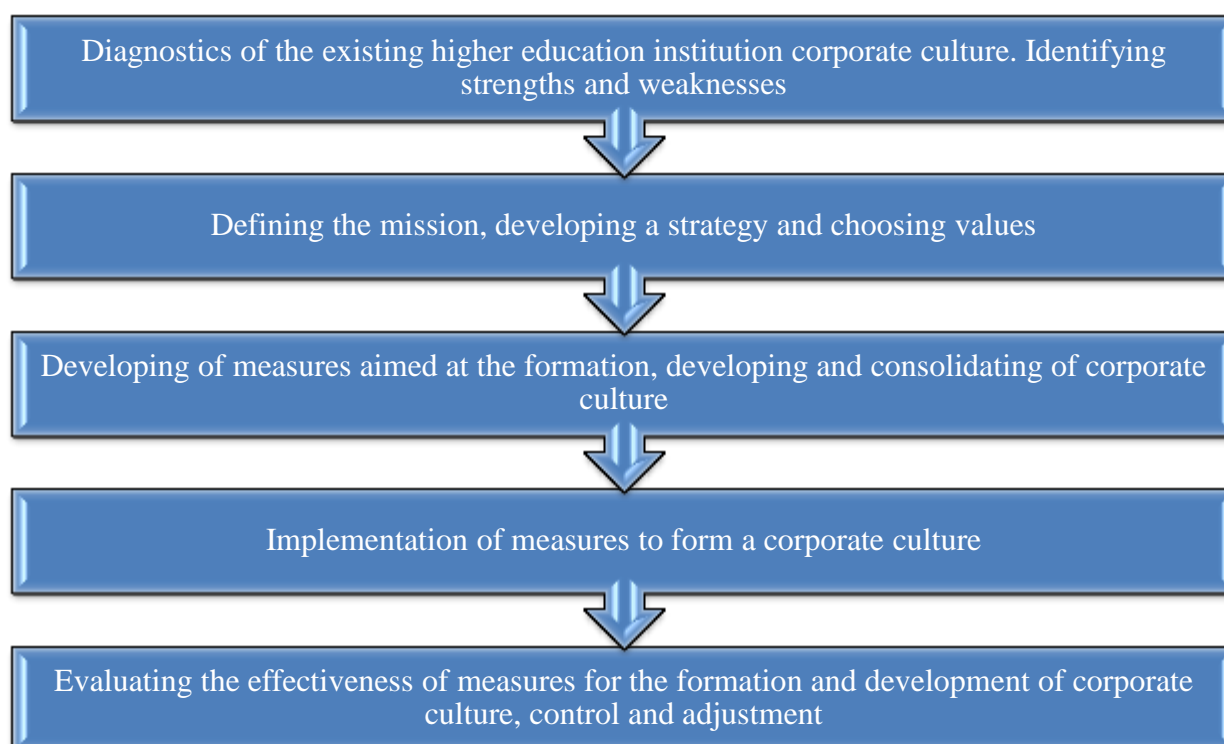 Diagnostics of the existing higher education institution corporate culture. Identifying
strengths and weaknesses
Defining the mission, developing a strategy and choosing values
Developing of measures aimed at the formation, developing and consolidating of corporate
culture
Implementation of measures to form a corporate culture
Evaluating the effectiveness of measures for the formation and development of corporate
culture, control and adjustment